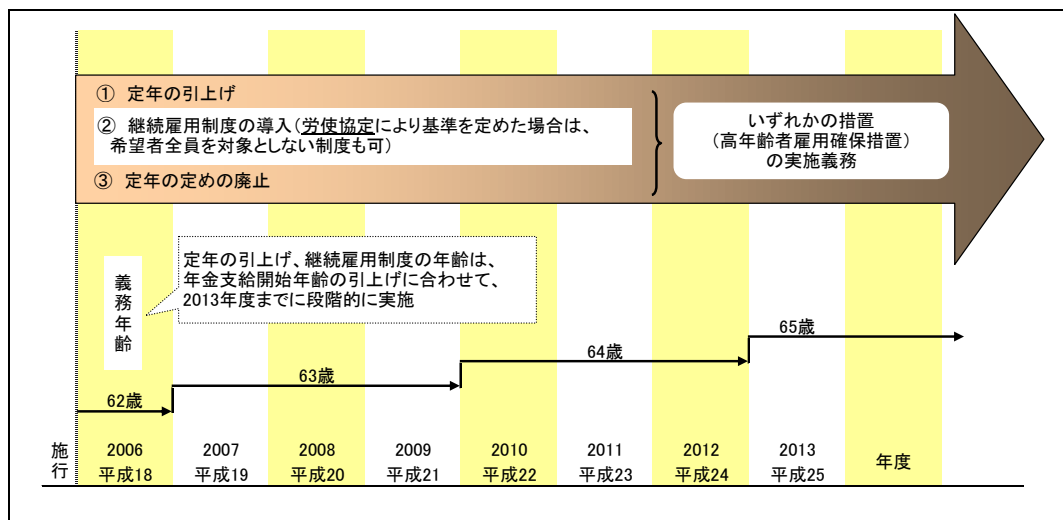 ① 定年の引上げ
② 継続雇用制度の導入(労使協定により基準を定めた場合は、
希望者全員を対象としない制度も可)
③ 定年の定めの廃止
いずれかの措置
(高年齢者雇用確保措置)
の実施義務
義務年齢
定年の引上げ、継続雇用制度の年齢は、
年金支給開始年齢の引上げに合わせて、
2013年度までに段階的に実施
62歳
63歳
64歳
65歳
施行
2006 2007 2008 2009 2010 2011 2012 2013 年度
平成18 平成19 平成20 平成21 平成22 平成23 平成24 平成25